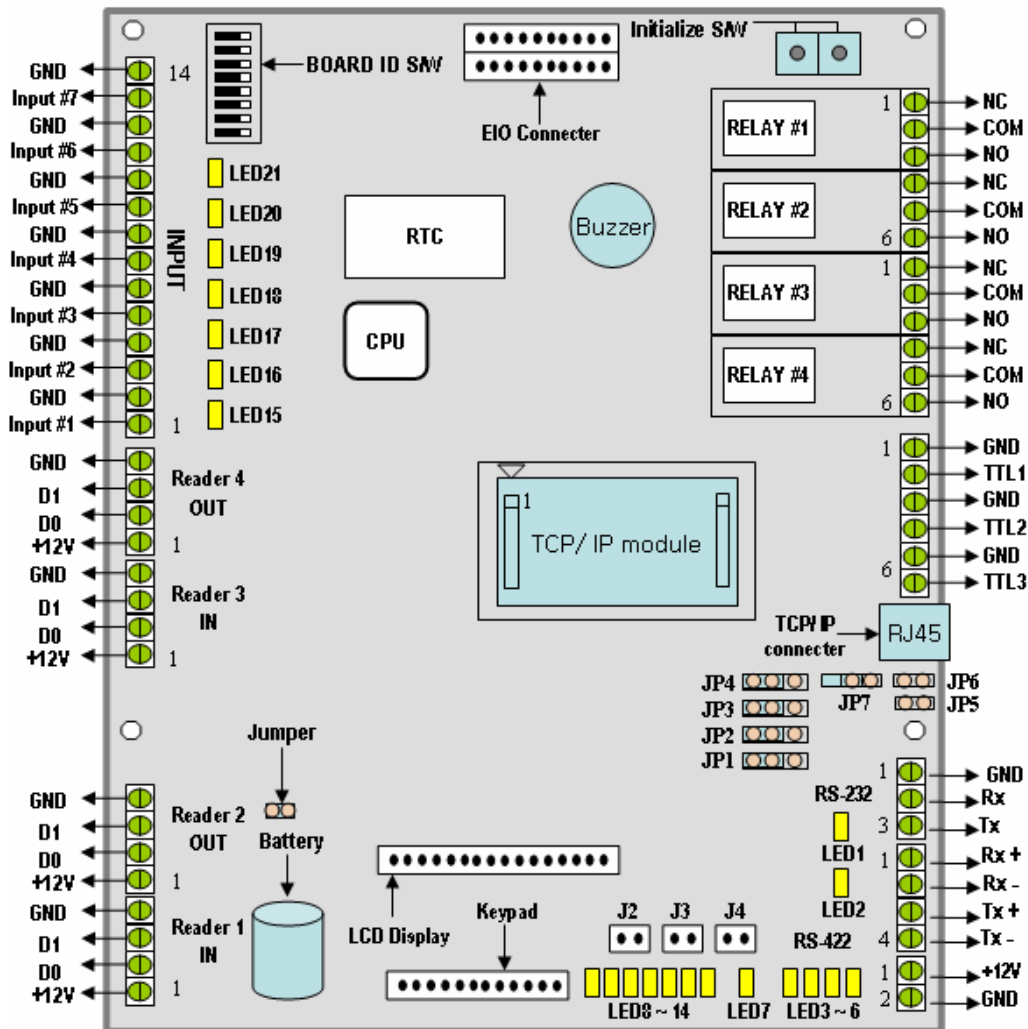 Initialize S/W
BOARD ID S/W
EIO Connecter
14
GND
Input #7
GND
Input #6
GND
Input #5
GND
Input #4
GND
Input #3
GND
Input #2
GND
Input #1
1
INPUT
LED21
LED20
LED19
LED18
LED17
LED16
LED15
RTC
CPU
Buzzer
RELAY #1
RELAY #2
RELAY #3
RELAY #4
1
NC
COM
NO
NC
COM
6
NO
1
NC
COM
NO
NC
COM
6
NO
GND
D1
D0
+12V
Reader 4
OUT
1
GND
D1
D0
+12V
Reader 3
IN
1
1
TCP/ IP module
1
GND
TTL1
GND
TTL2
GND
6
TTL3
TCP/IP
connecter
RJ45
JP4
JP3
JP2
JP1
JP7
JP6
JP5
Jumper
Battery
GND
D1
D0
+12V
Reader 2
OUT
1
GND
D1
D0
+12V
Reader 1
IN
1
LCD Display
Keypad
J2
J3
J4
RS-232
LED1
LED2
RS-422
LED8 ~ 14
LED7
LED3 ~ 6
1
GND
Rx
3
Tx
1
Rx +
Rx -
Tx +
4
Tx -
1
+12V
2
GND